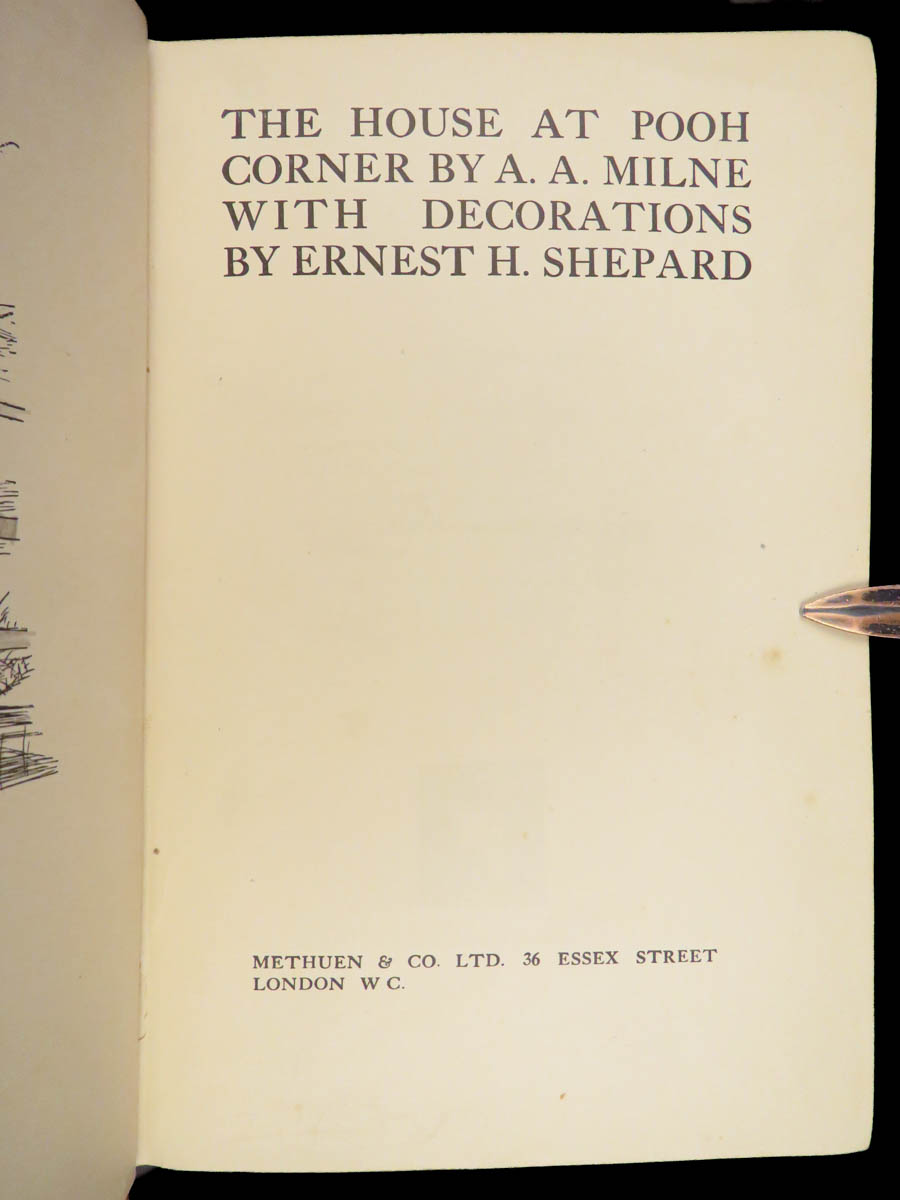 THE HOUSE AT POOH
CORNER BY A. A. MILNE
WITH DECORATIONS
BY ERNEST H. SHEPARD
METHUEN & CO. LTD. 36 ESSEX STREET
LONDON W C.